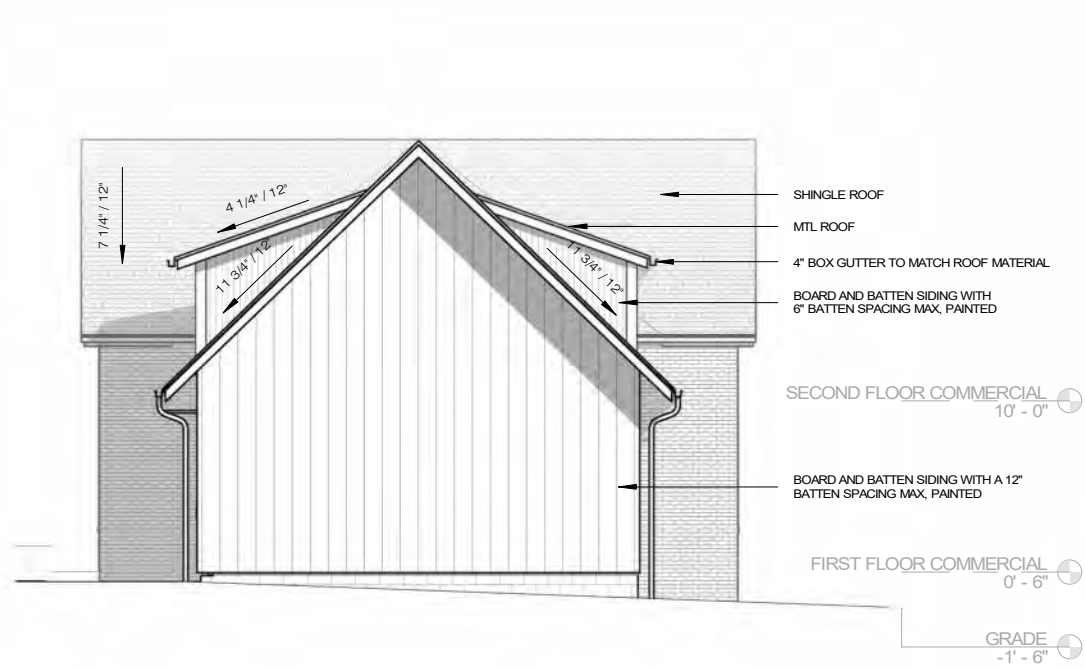 7 1/4" / 12"
4 1/4" / 12"
11 3/4" / 12"
11 3/4" / 12"
SHINGLE ROOF
MTL ROOF
4" BOX GUTTER TO MATCH ROOF MATERIAL
BOARD AND BATTEN SIDING WITH
6" BATTEN SPACING MAX, PAINTED
SECOND FLOOR COMMERCIAL
10' - 0"
BOARD AND BATTEN SIDING WITH A 12"
BATTEN SPACING MAX, PAINTED
FIRST FLOOR COMMERCIAL
0' - 6"
GRADE
-1' - 6"